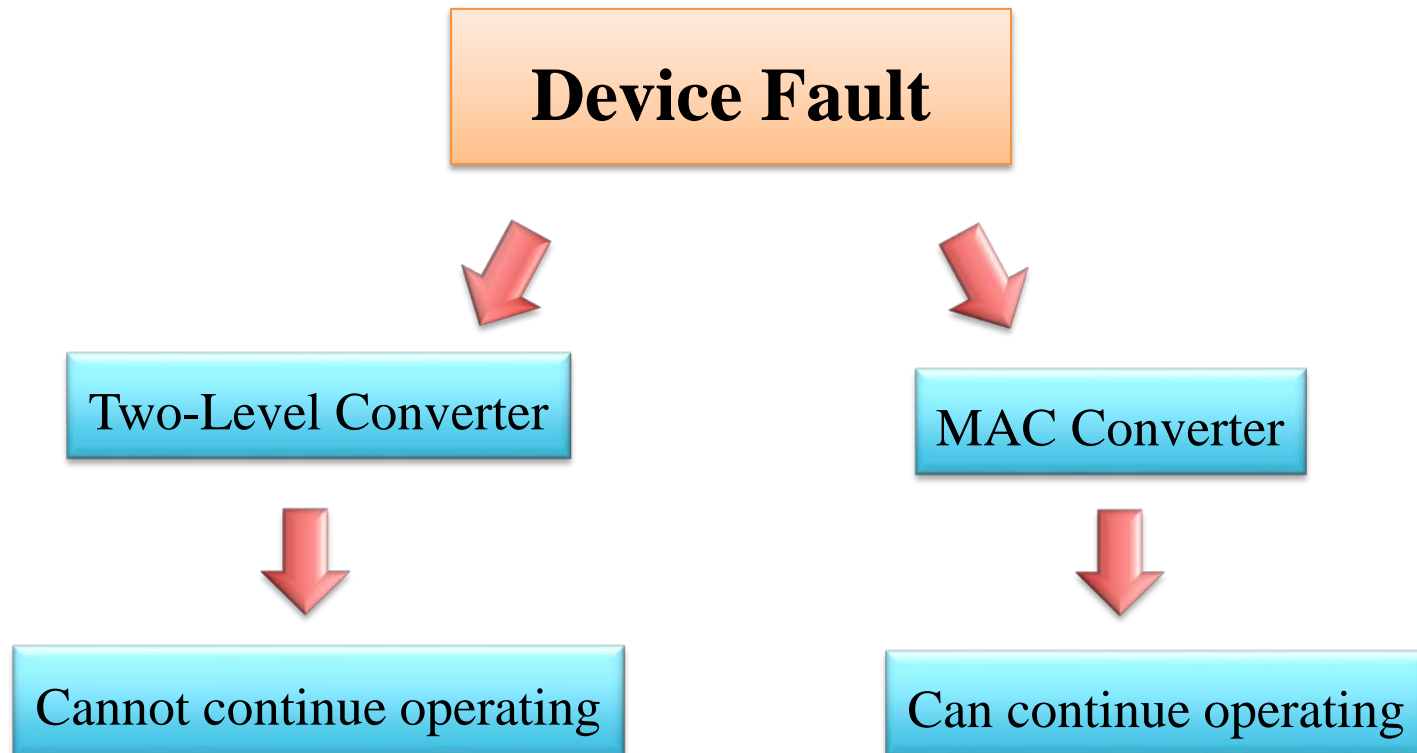 Device Fault
Two-Level Converter
MAC Converter
Cannot continue operating
Can continue operating